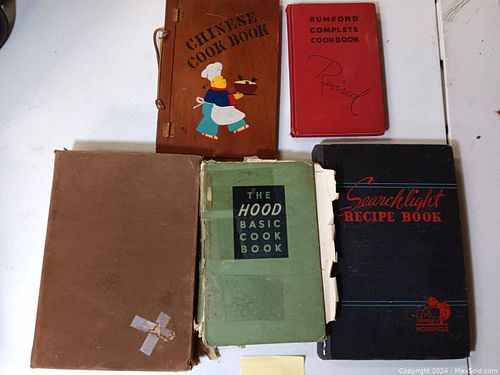 CHINESE
COOK BOOK
RUMFORD
COMPLETE
COOKBOOK
Revised
THE
HOOD
BASIC
COOK
BOOK
Searchlight
RECIPE BOOK
HOUSEHOLD
Copyright 2024 - MaxSold.com